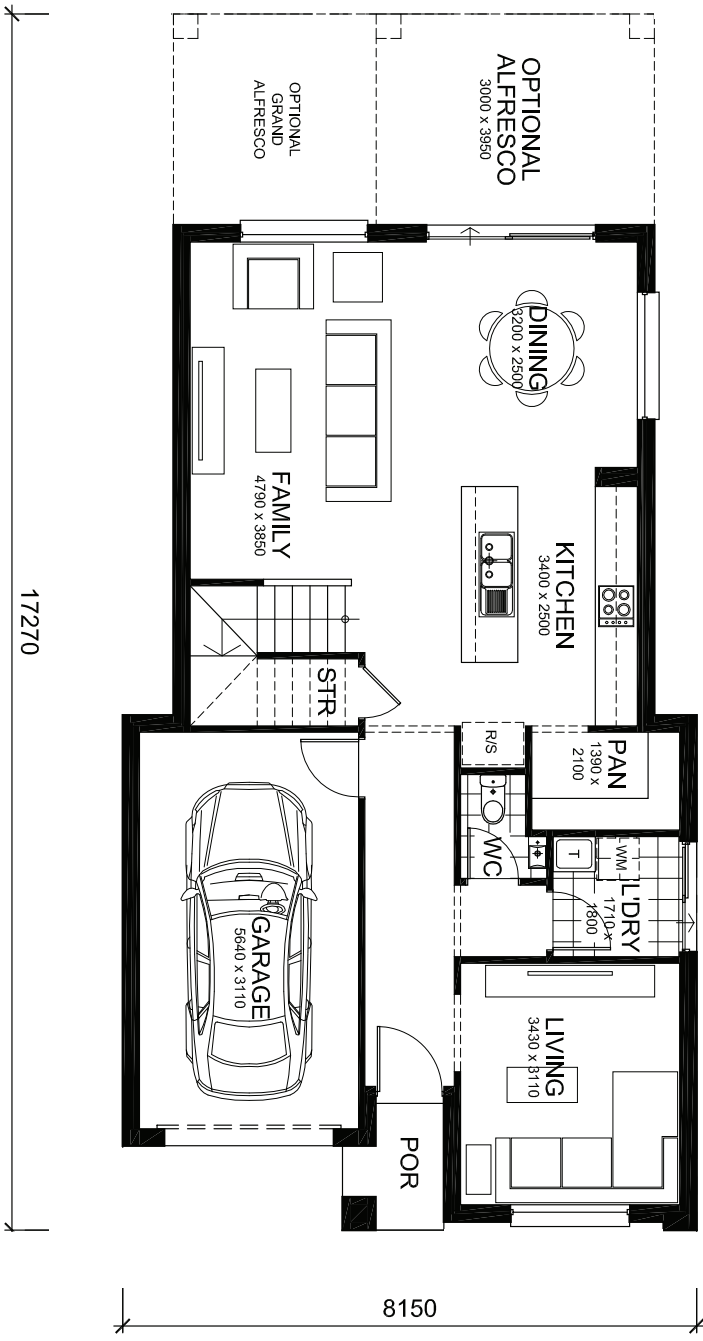 OPTIONAL
GRAND
ALFRESCO
OPTIONAL
ALFRESCO
3000 x 3950
DINING
3200 x 2500
FAMILY
4790 x 3850
KITCHEN
3400 x 2500
17270
STR
R/S
PAN
1390 x
2100
WC
T
WM
L'DRY
1710 x
1800
GARAGE
5640 x 3110
LIVING
3430 x 3110
POR
8150